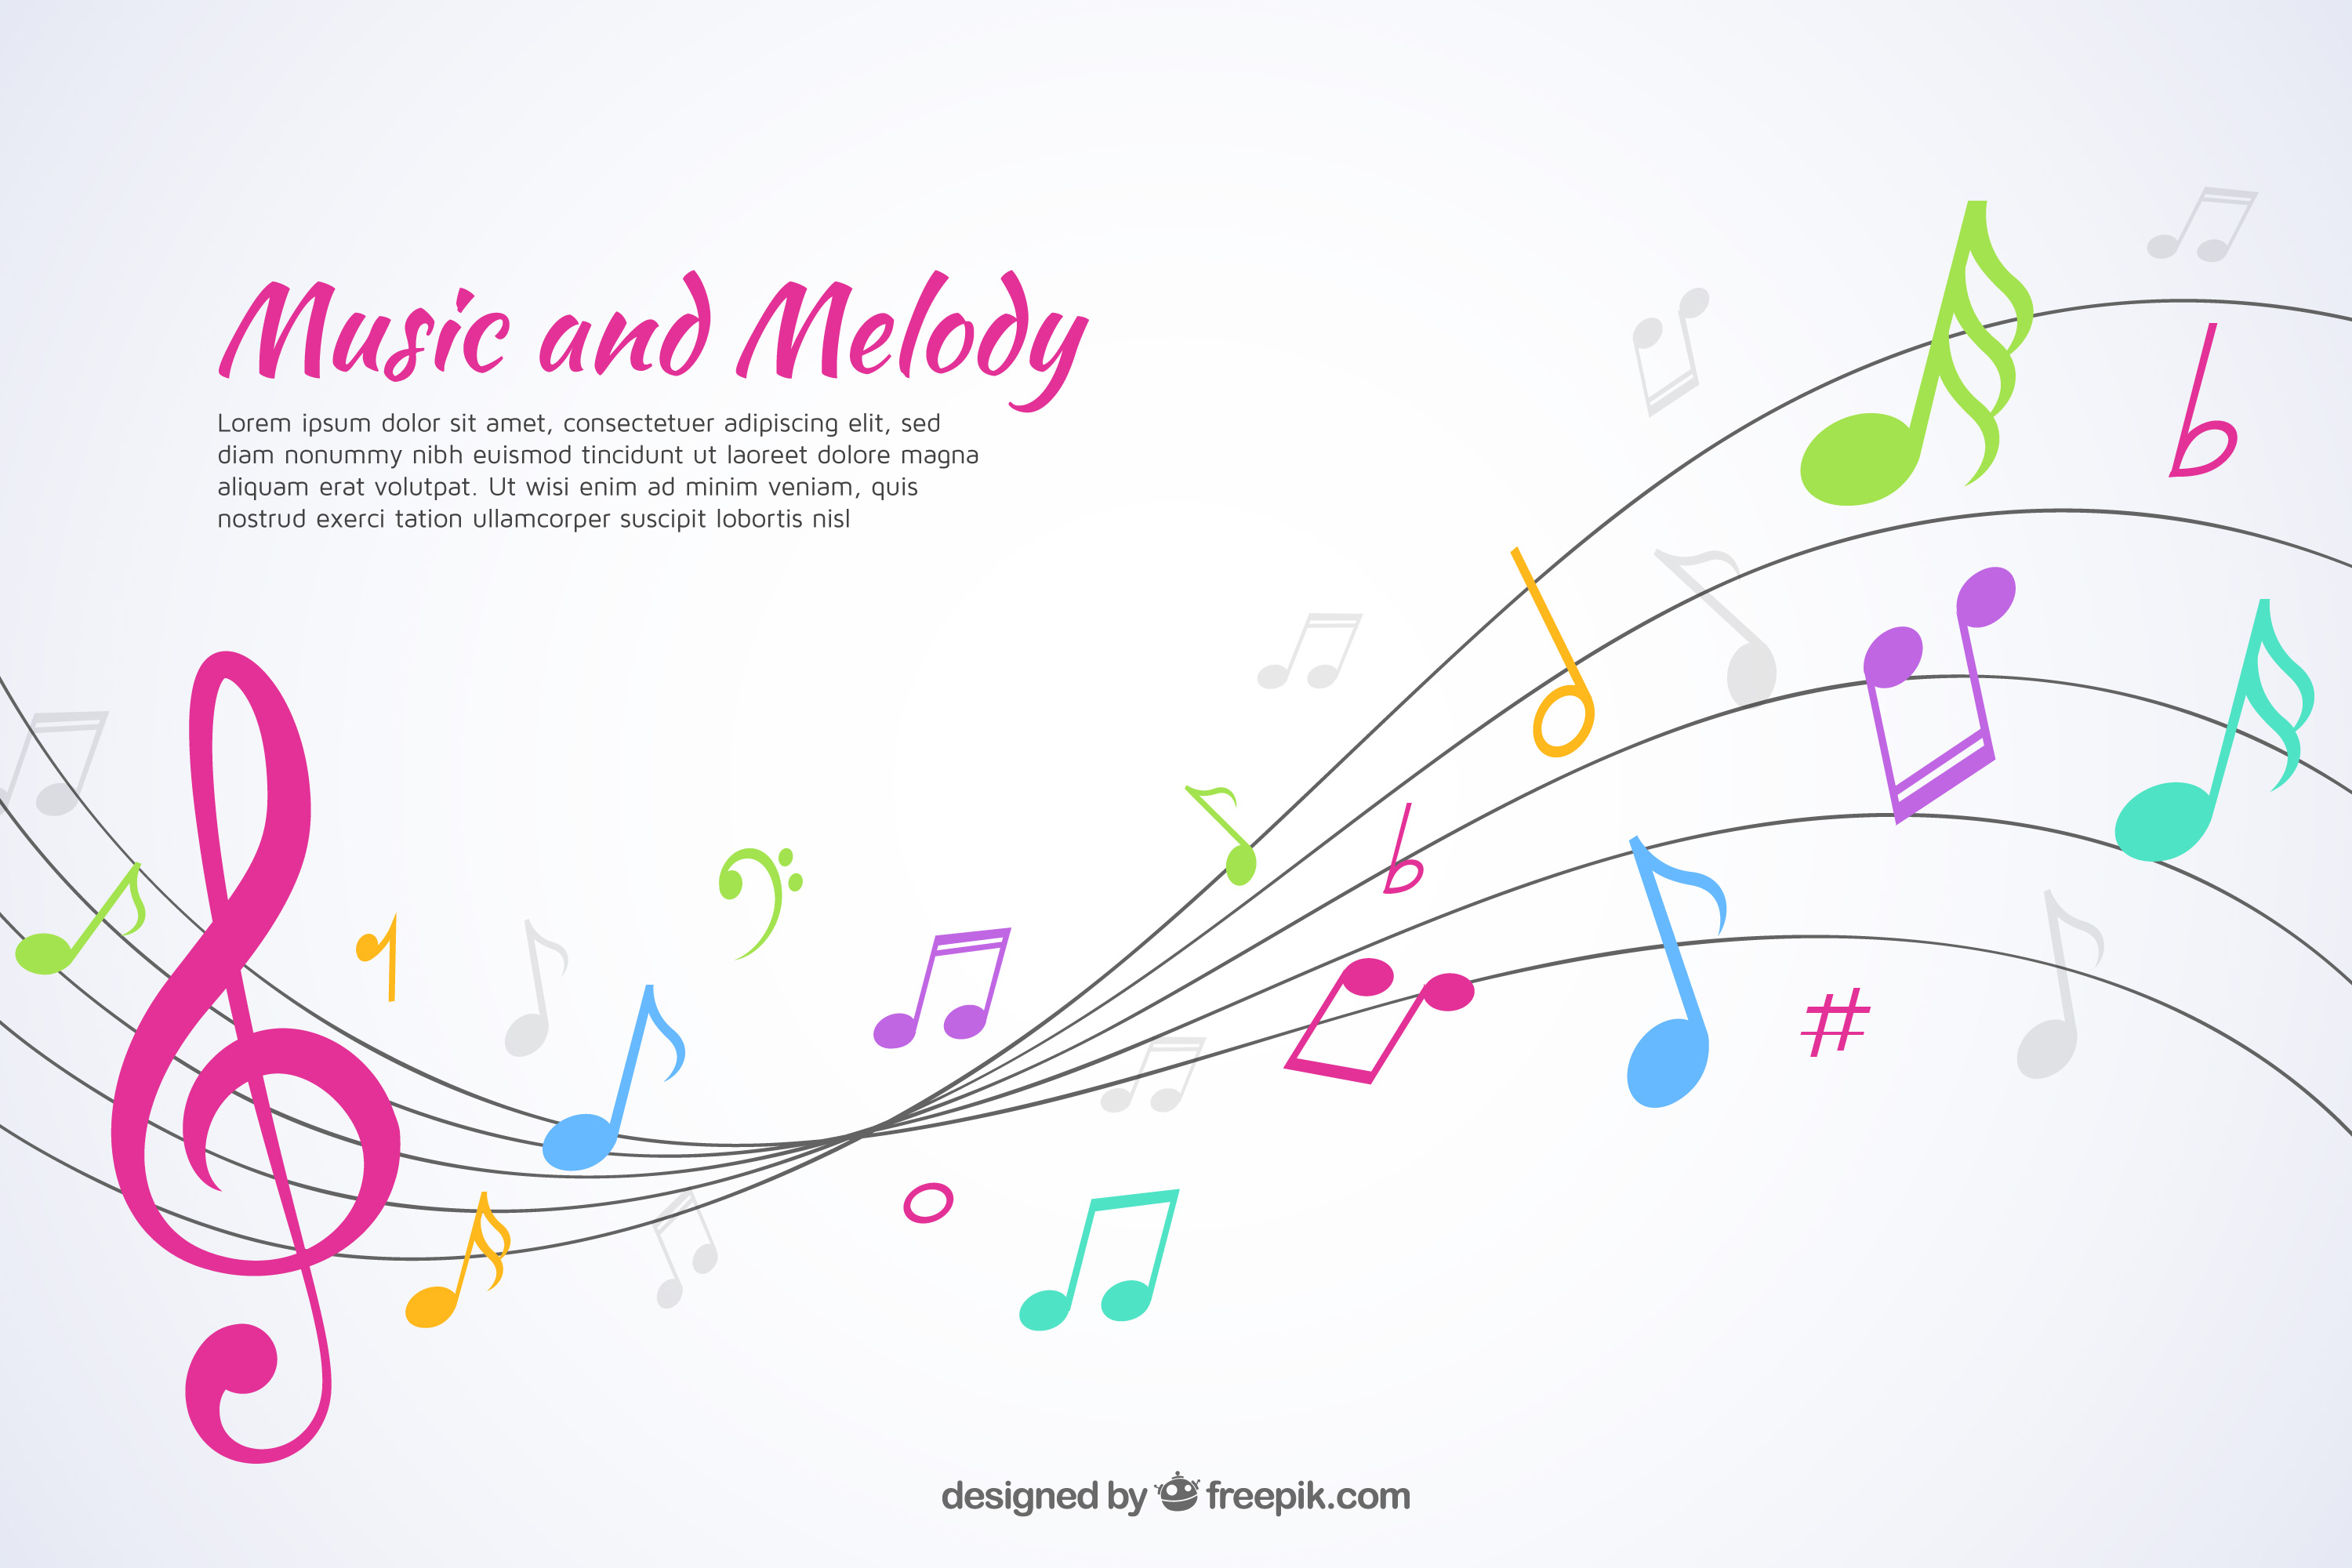 Music and Melody
Lorem ipsum dolor sit amet, consectetuer adipiscing elit, sed
diam nonummy nibh euismod tincidunt ut laoreet dolore magna
aliquam erat volutpat. Ut wisi enim ad minim veniam, quis
nostrud exerci tation ullamcorper suscipit lobortis nisl
designed by freepik.com